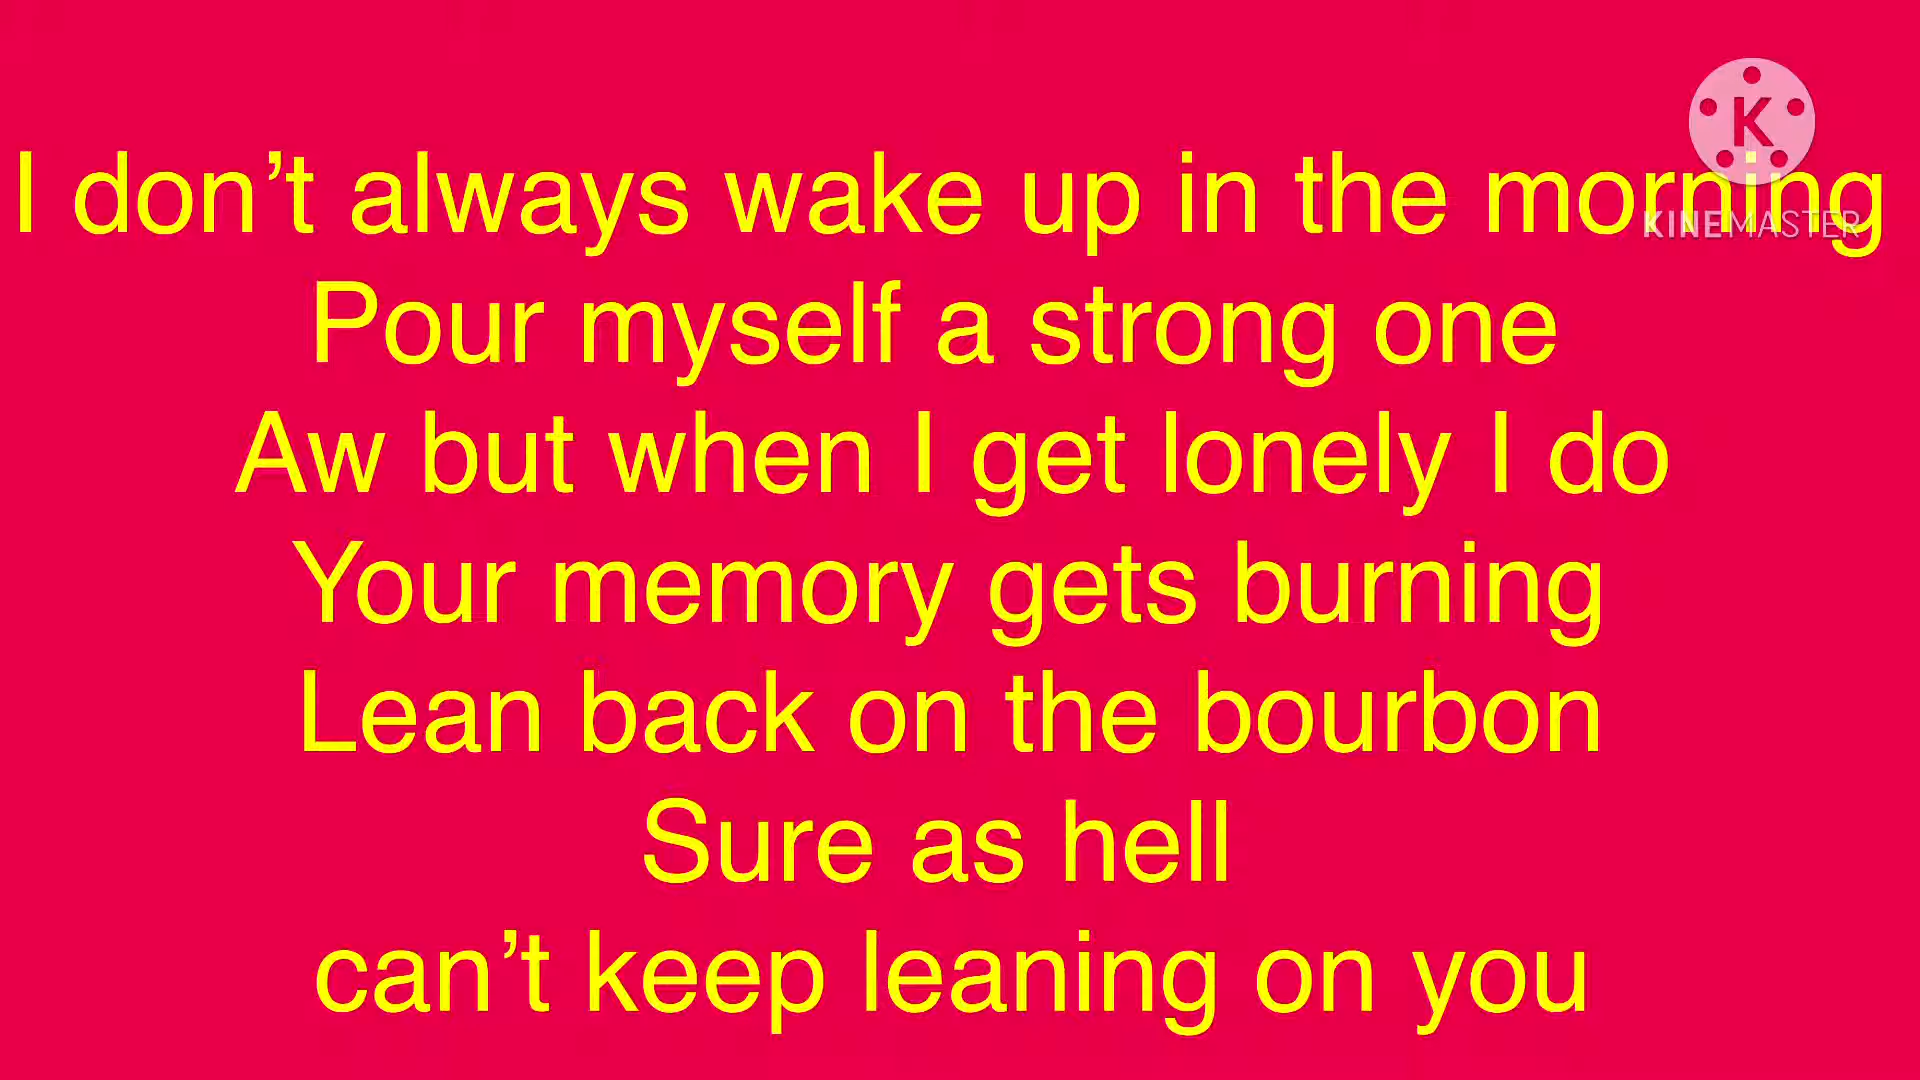 K
I don’t always wake up in the morning
KINEMASTER
Pour myself a strong one
Aw but when I get lonely I do
Your memory gets burning
Lean back on the bourbon
Sure as hell
can’t keep leaning on you